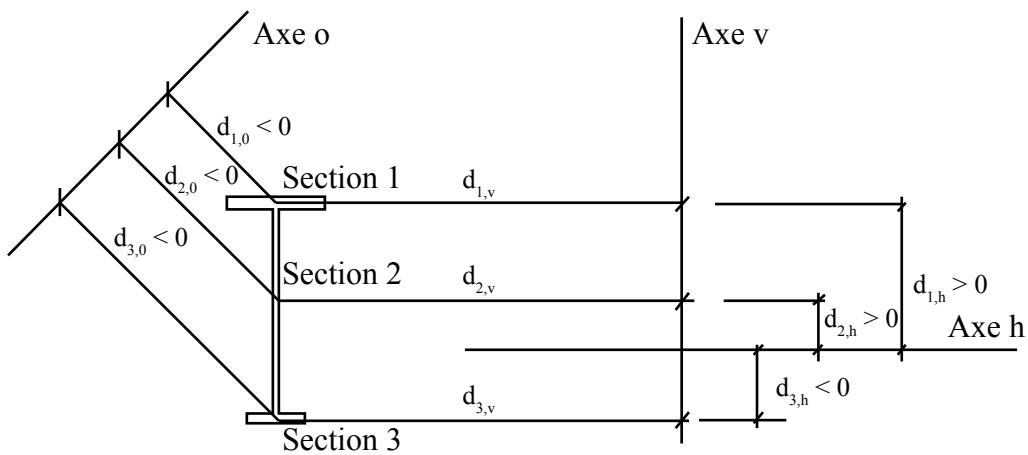 Axe o
Axe v
d1,0 < 0
Section 1
d1,v
d2,0 < 0
d3,0 < 0
Section 2
d2,v
d1,h > 0
d2,h > 0
Axe h
d3,v
d3,h < 0
Section 3